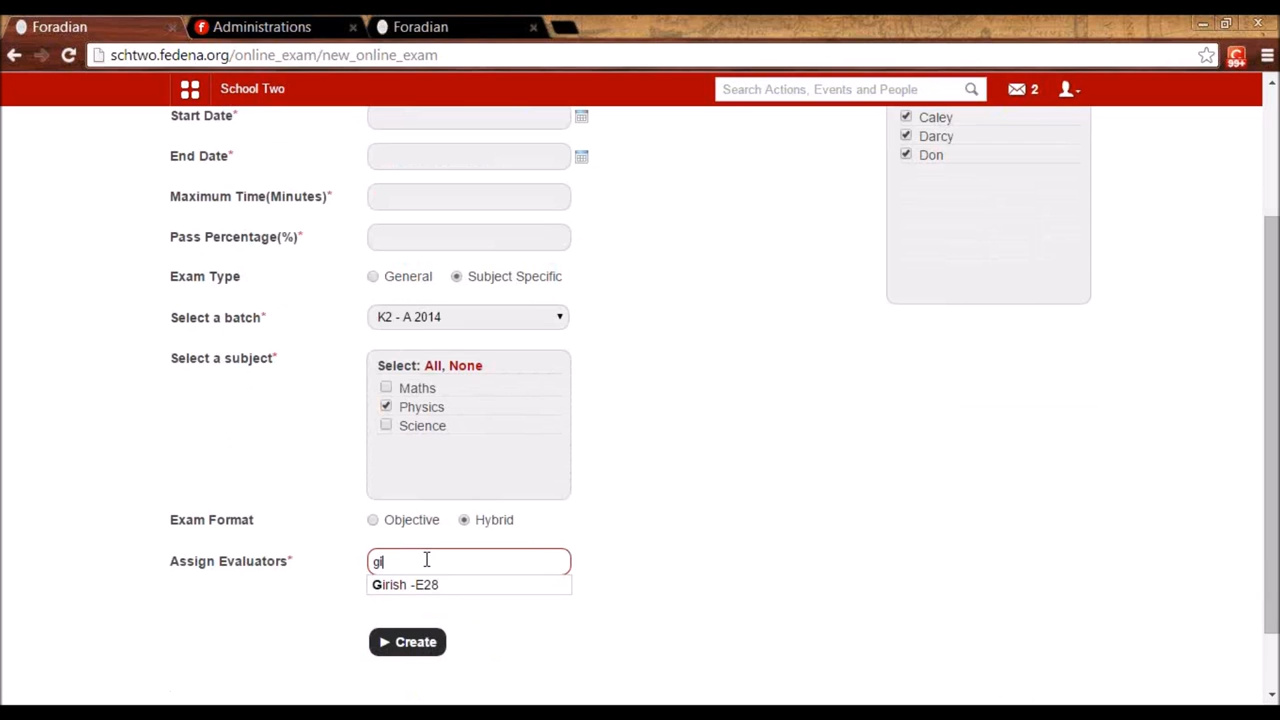 Foradian
Administrations
Foradian
schtwo.fedena.org/online_exam/new_online_exam
99+
School Two
Search Actions, Events and People
2
Start Date*
Caley
Darcy
Don
End Date*
Maximum Time(Minutes)*
Pass Percentage(%)*
Exam Type
General
Subject Specific
Select a batch*
K2 - A 2014
Select a subject*
Select: All, None
Maths
Physics
Science
Exam Format
Objective
Hybrid
Assign Evaluators*
gi
Girish -E28
Create